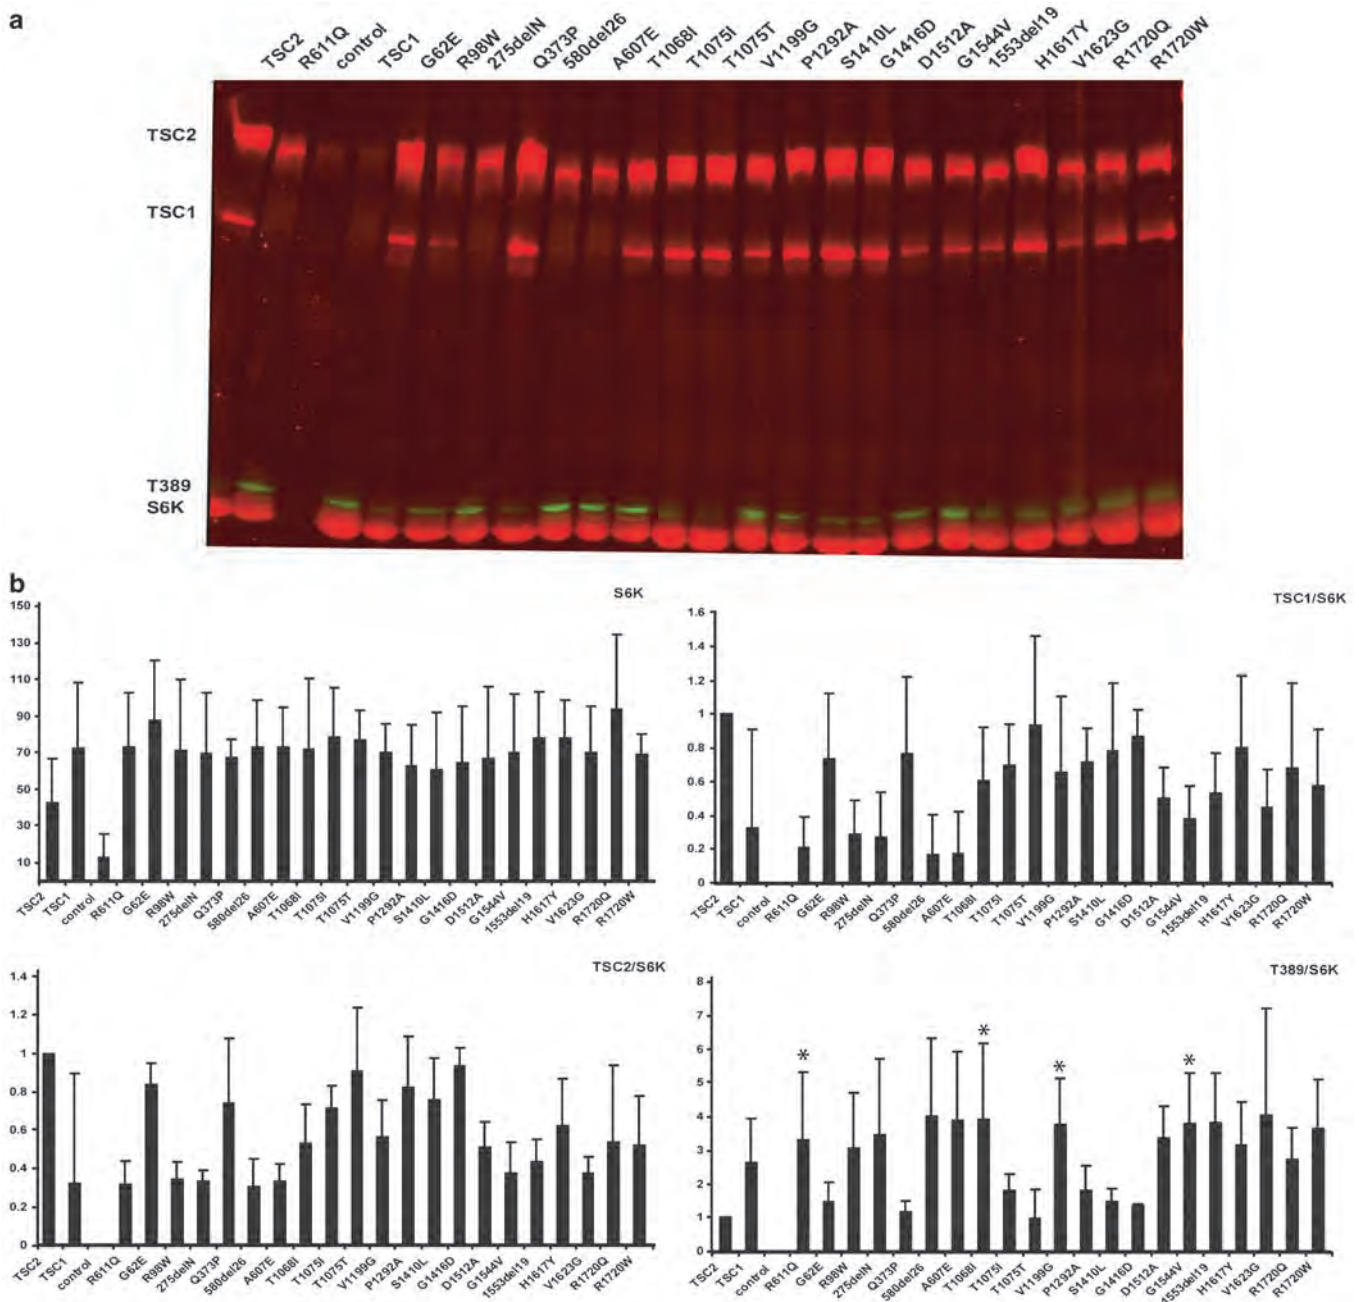 a
TSC2 R611Q control TSC1 G62E R98W 275delN Q373P 580del26 A607E T1068I T1075I T1075T V1199G P1292A S1410L G1416D D1512A G1544V 1553del19 H1617Y V1623G R1720Q R1720W
TSC2
TSC1
T389
S6K
b
S6K
150
130
110
90
70
50
30
10
TSC2 TSC1 control R611Q G62E R98W 275delN Q373P 580del26 A607E T1068I T1075I T1075T V1199G P1292A S1410L G1416D D1512A G1544V 1553del19 H1617Y V1623G R1720Q R1720W
TSC1/S6K
1.6
1.4
1.2
1
0.8
0.6
0.4
0.2
0
TSC2 TSC1 control R611Q G62E R98W 275delN Q373P 580del26 A607E T1068I T1075I T1075T V1199G P1292A S1410L G1416D D1512A G1544V 1553del19 H1617Y V1623G R1720Q R1720W
TSC2/S6K
1.4
1.2
1
0.8
0.6
0.4
0.2
0
TSC2 TSC1 control R611Q G62E R98W 275delN Q373P 580del26 A607E T1068I T1075I T1075T V1199G P1292A S1410L G1416D D1512A G1544V 1553del19 H1617Y V1623G R1720Q R1720W
T389/S6K
8
7
6
5
4
3
2
1
0
* * * *
TSC2 TSC1 control R611Q G62E R98W 275delN Q373P 580del26 A607E T1068I T1075I T1075T V1199G P1292A S1410L G1416D D1512A G1544V 1553del19 H1617Y V1623G R1720Q R1720W